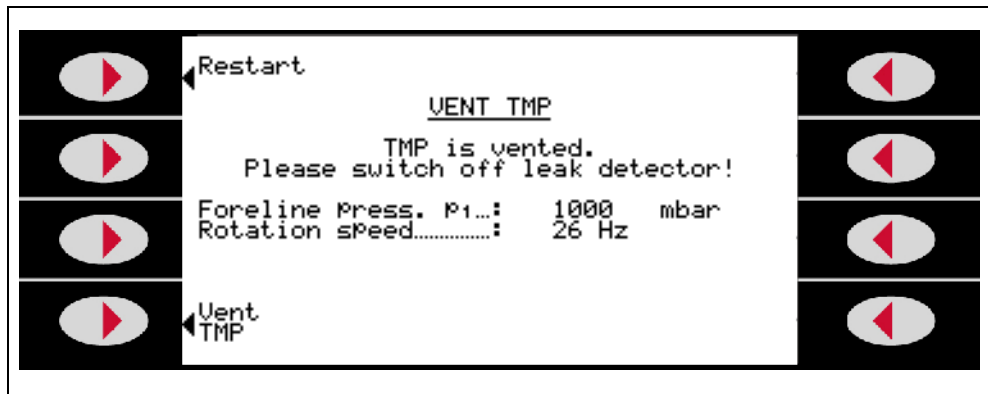 Restart
VENT TMP
TMP is vented.
Please switch off leak detector!
Foreline press. p1…: 1000 mbar
Rotation speed……………: 26 Hz
Vent
TMP